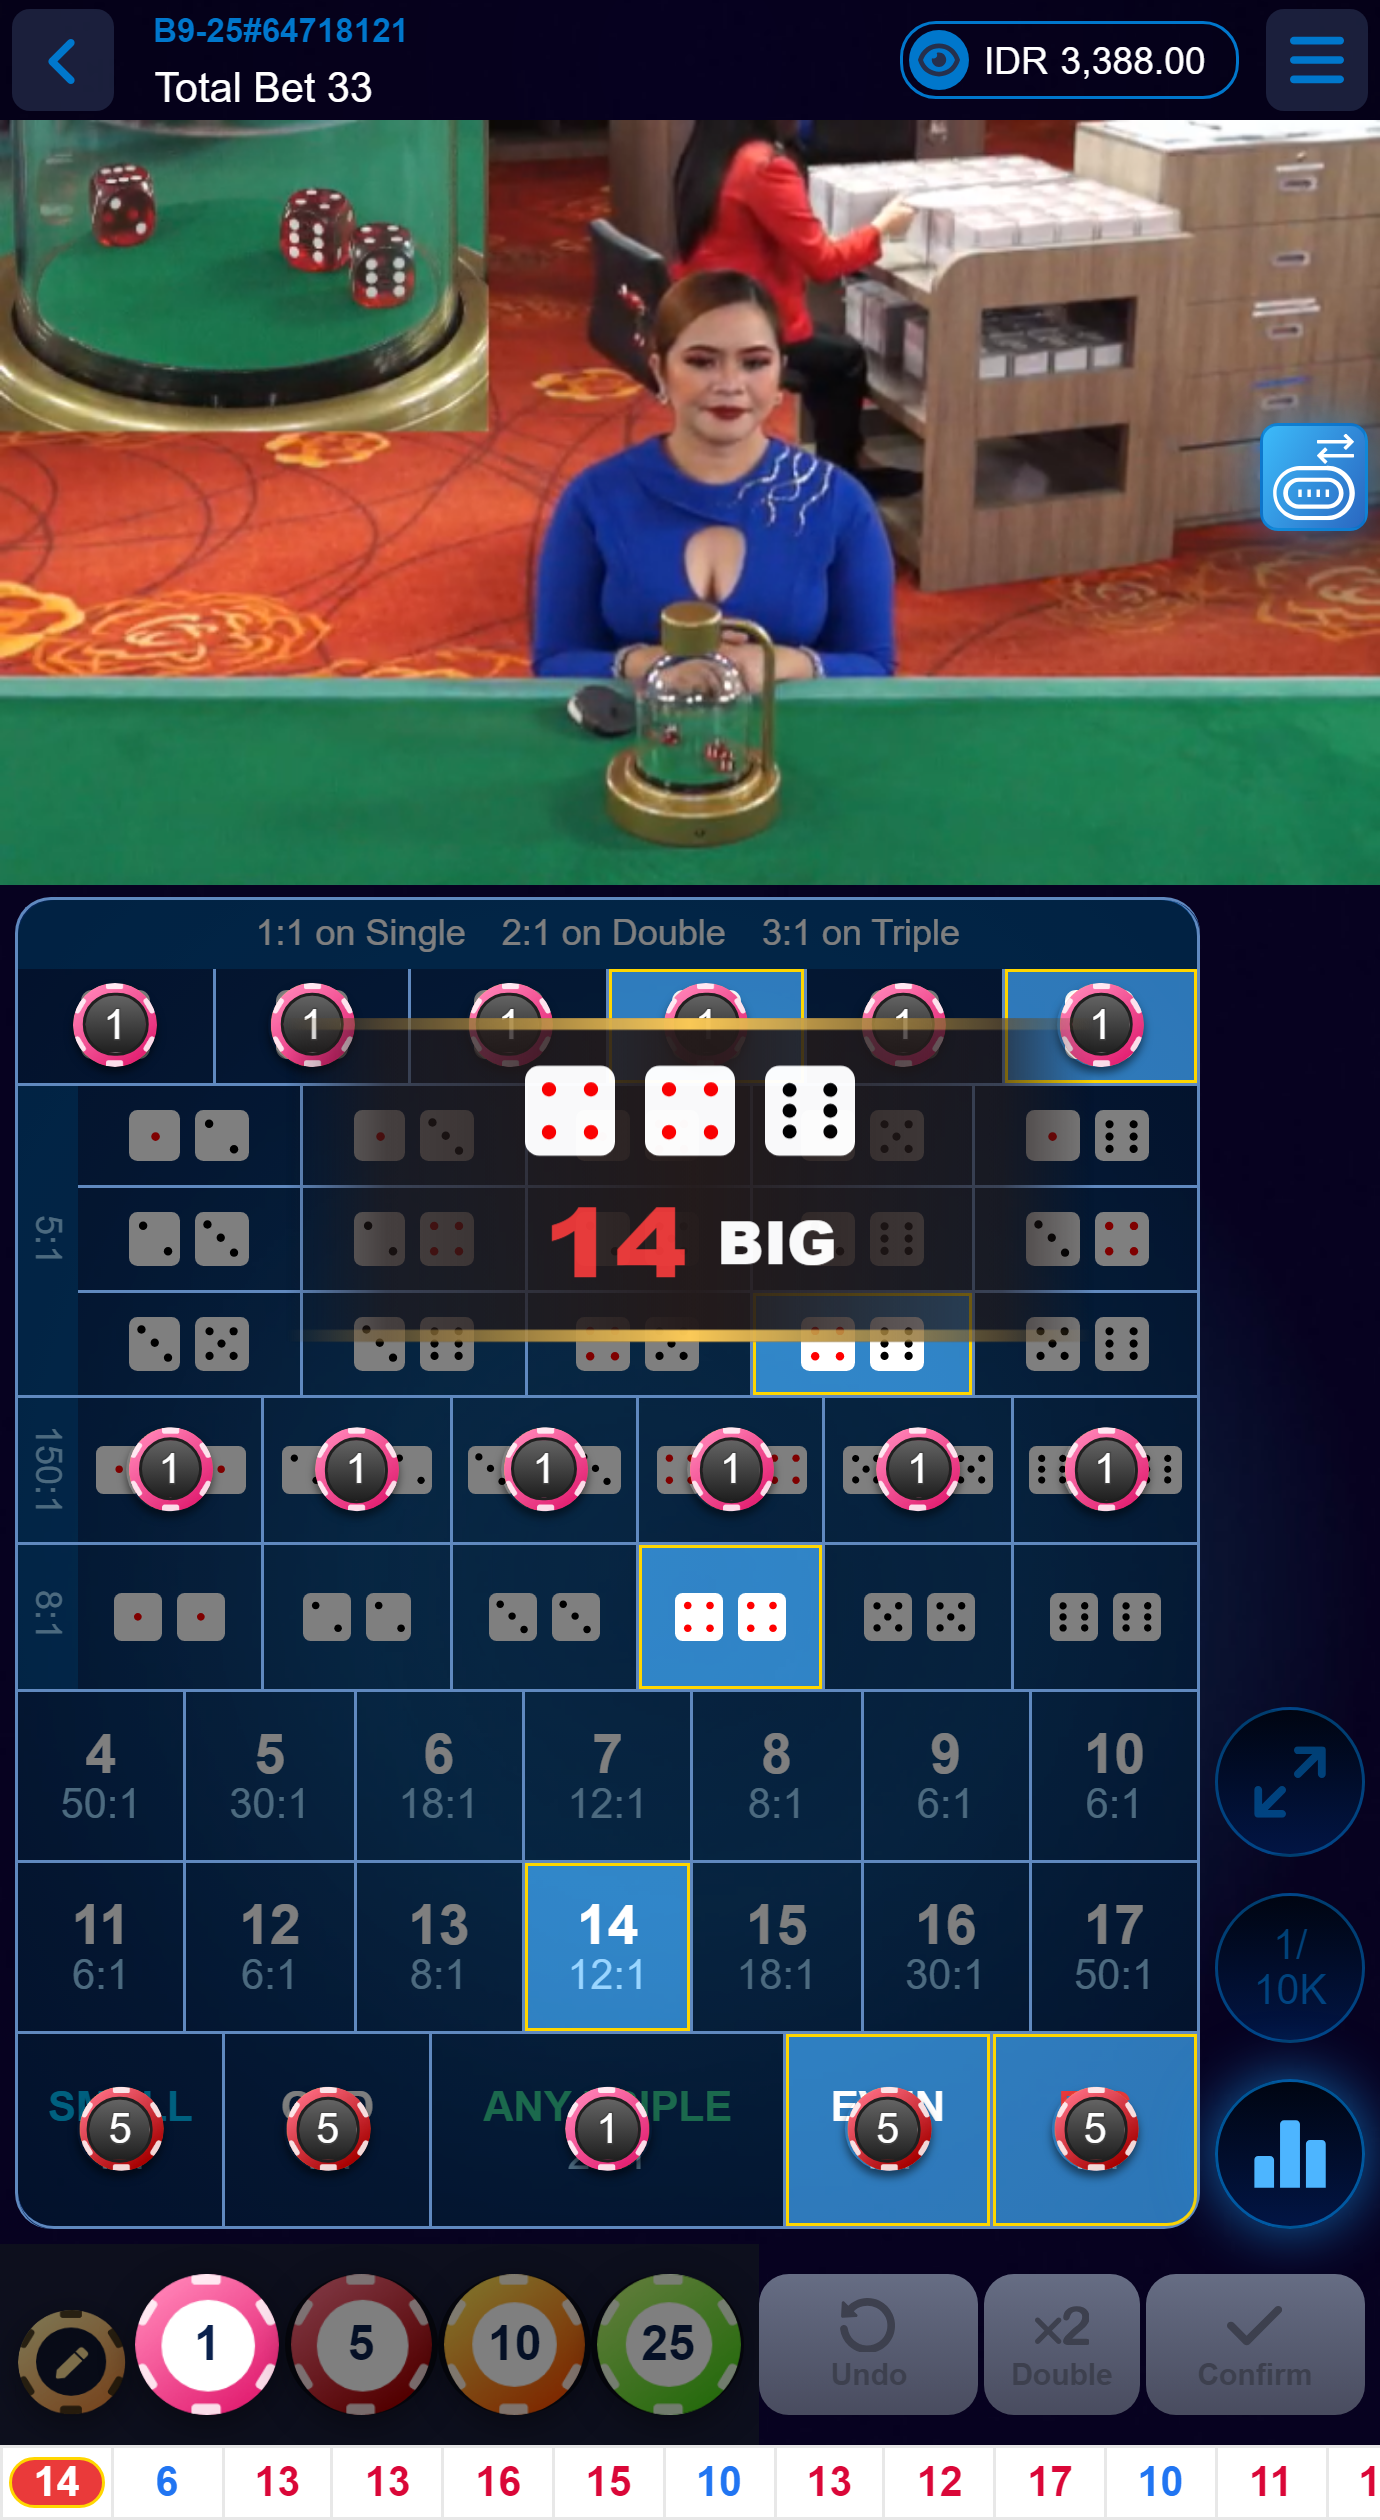 B9-25#64718121
Total Bet 33
IDR 3,388.00
1:1 on Single 2:1 on Double 3:1 on Triple
1 1 1 1 1 1
5:1
14 BIG
150:1
1 1 1 1 1 1
8:1
4 5 6 7 8 9 10
50:1 30:1 18:1 12:1 8:1 6:1 6:1
11 12 13 14 15 16 17
6:1 6:1 8:1 12:1 18:1 30:1 50:1
1/
10K
5 5 1 5 5
1 5 10 25
Undo
x2
Double
Confirm
14 6 13 13 16 15 10 13 12 17 10 11